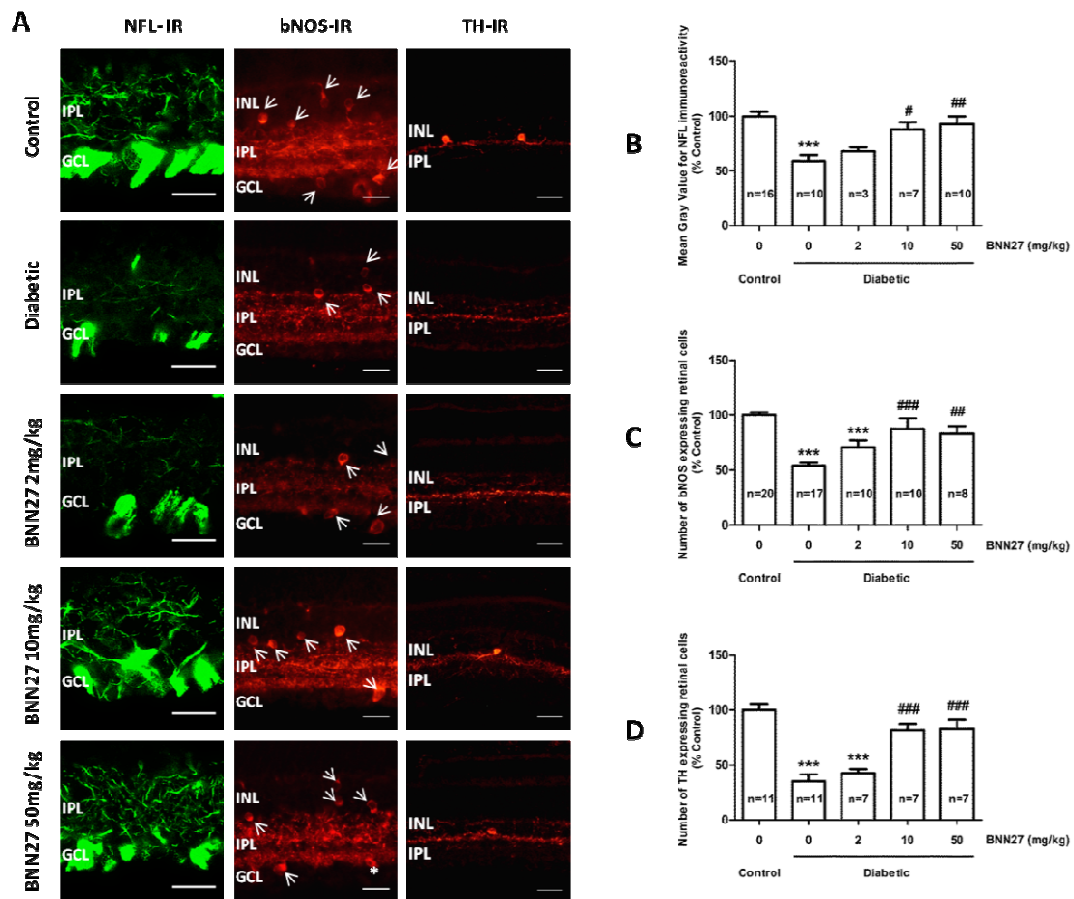 A
NFL-IR bNOS-IR TH-IR
Control
IPL
GCL
INL
IPL
GCL
INL
IPL
Diabetic
IPL
GCL
INL
IPL
GCL
INL
IPL
BNN27 2mg/kg
IPL
GCL
INL
IPL
GCL
INL
IPL
BNN27 10mg/kg
IPL
GCL
INL
IPL
GCL
INL
IPL
BNN27 50mg/kg
IPL
GCL
INL
IPL
GCL
*
INL
IPL
B
Mean Gray Value for NFL immunoreactivity
(% Control)
150
100
50
0
*** # ##
n=16 n=10 n=3 n=7 n=10
0 0 2 10 50 BNN27 (mg/kg)
Control Diabetic
C
Number of bNOS expressing retinal cells
(% Control)
150
100
50
0
*** *** ### ##
n=20 n=17 n=10 n=10 n=8
0 0 2 10 50 BNN27 (mg/kg)
Control Diabetic
D
Number of TH expressing retinal cells
(% Control)
150
100
50
0
*** *** ### ###
n=11 n=11 n=7 n=7 n=7
0 0 2 10 50 BNN27 (mg/kg)
Control Diabetic